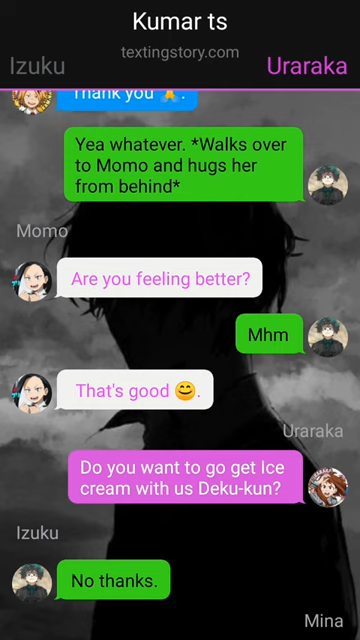 Kumar ts
textingstory.com
Izuku
Uraraka
Thank you 🙏
Yea whatever. *Walks over
to Momo and hugs her
from behind*
Momo
Are you feeling better?
Mhm
That's good 😊.
Uraraka
Do you want to go get Ice
cream with us Deku-kun?
Izuku
No thanks.
Mina